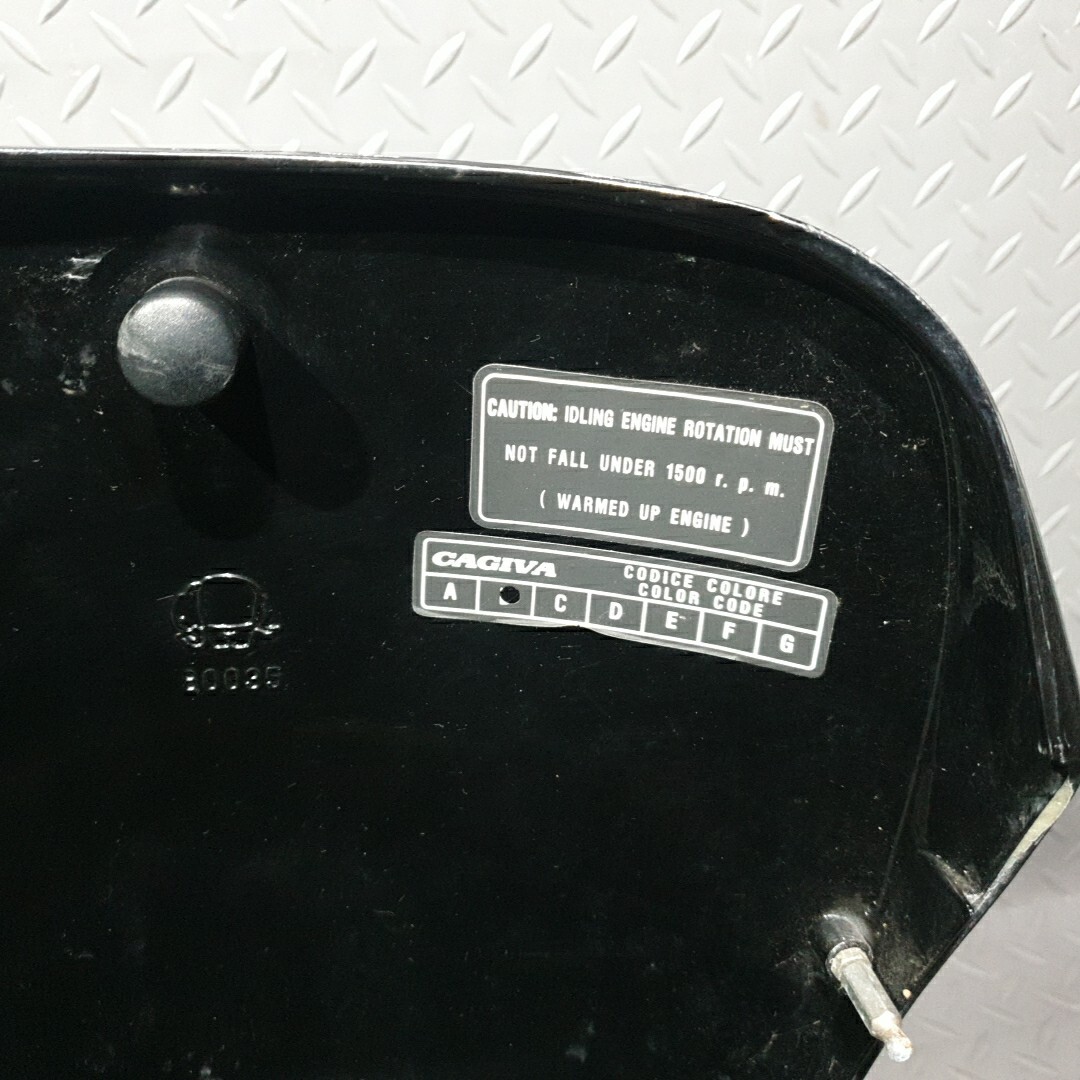 CAUTION: IDLING ENGINE ROTATION MUST
NOT FALL UNDER 1500 r. p. m.
( WARMED UP ENGINE )
CAGIVA CODICE COLORE
COLOR CODE
A C D E F G